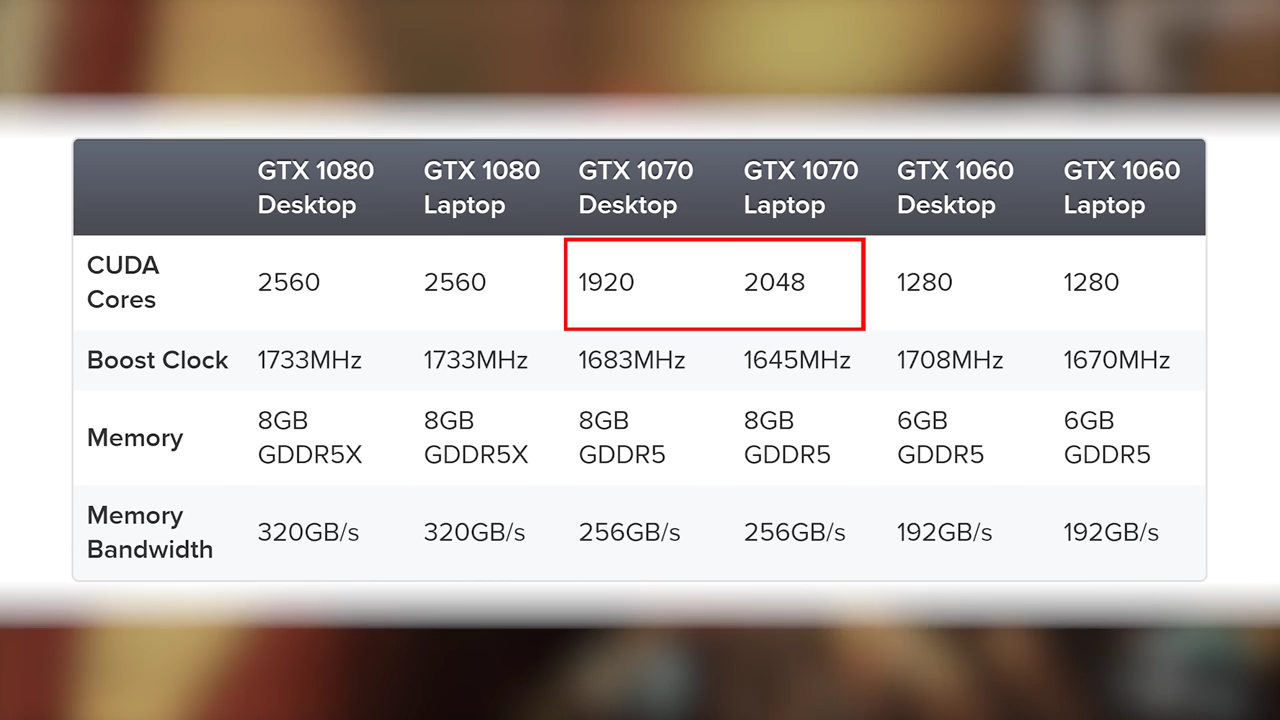 GTX 1080 Desktop GTX 1080 Laptop GTX 1070 Desktop GTX 1070 Laptop GTX 1060 Desktop GTX 1060 Laptop
CUDA Cores 2560 2560 1920 2048 1280 1280
Boost Clock 1733MHz 1733MHz 1683MHz 1645MHz 1708MHz 1670MHz
Memory 8GB GDDR5X 8GB GDDR5X 8GB GDDR5 8GB GDDR5 6GB GDDR5 6GB GDDR5
Memory Bandwidth 320GB/s 320GB/s 256GB/s 256GB/s 192GB/s 192GB/s